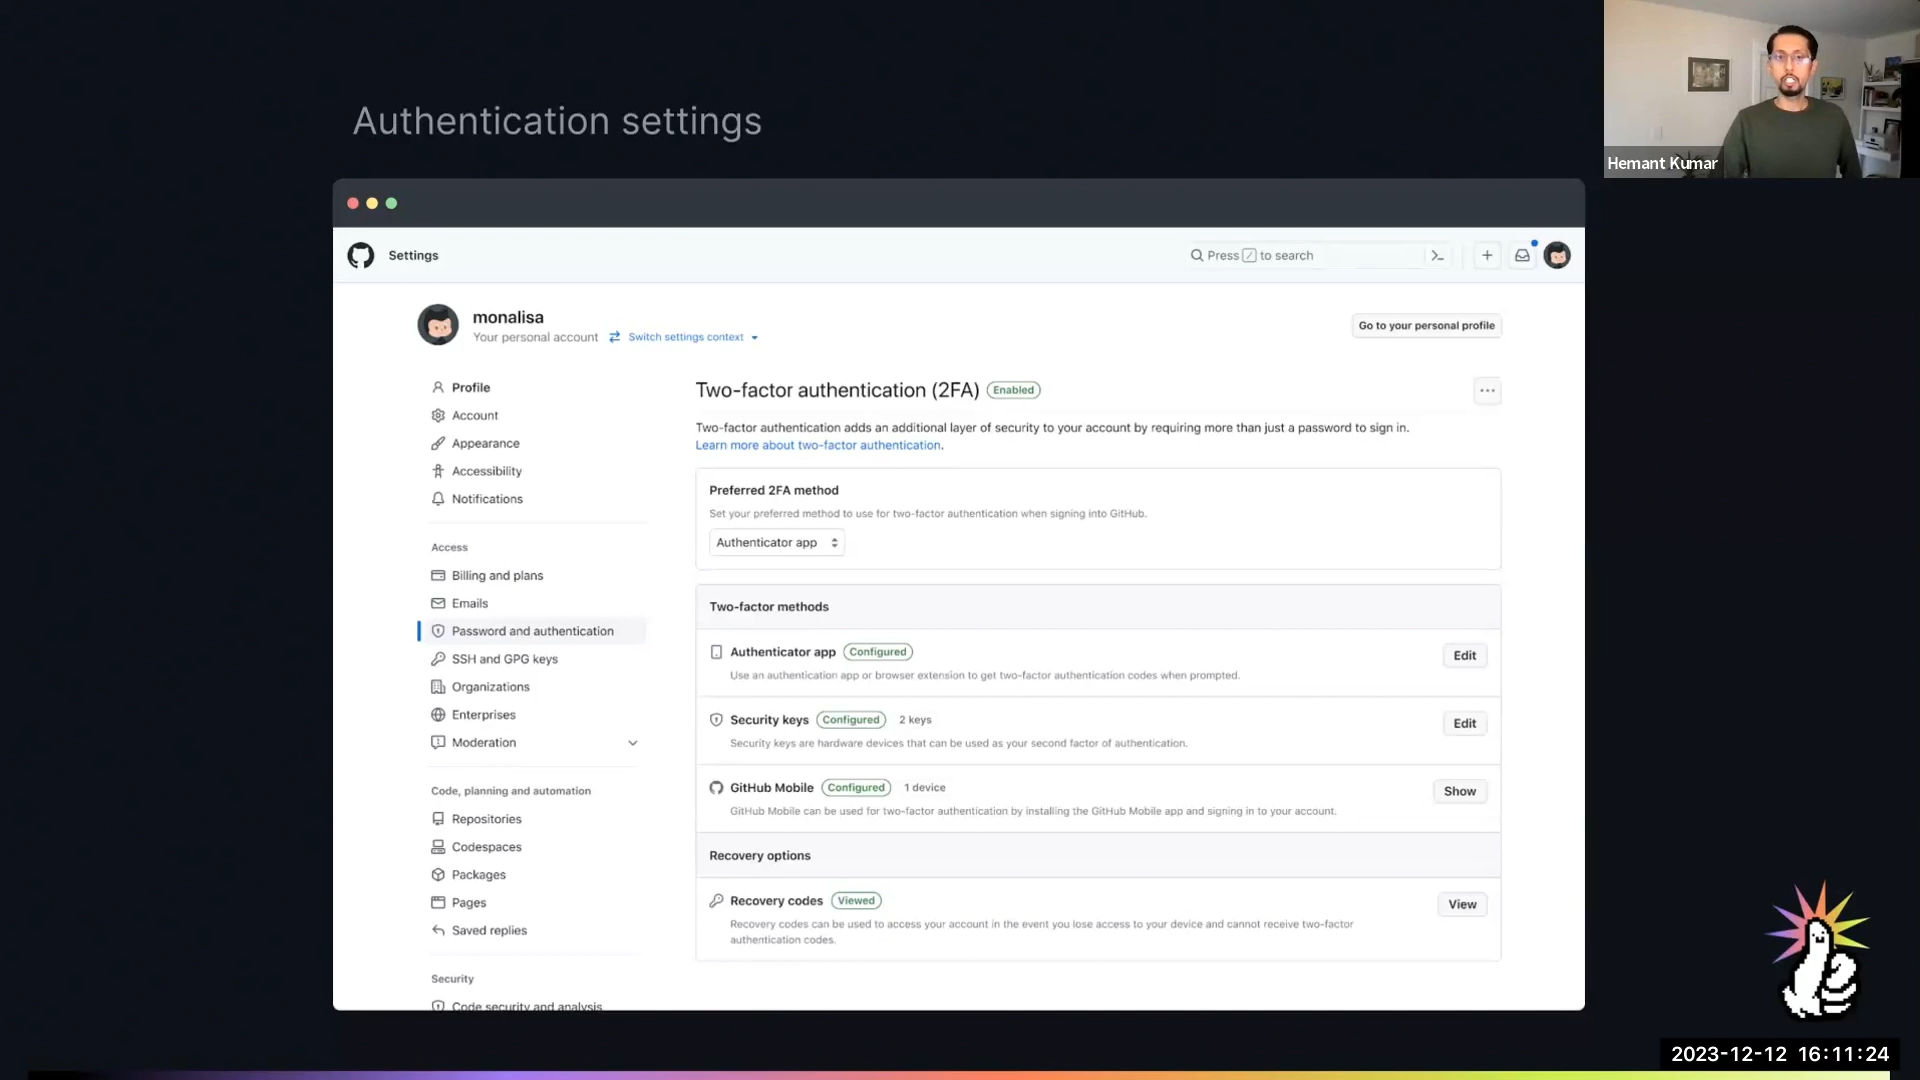 Authentication settings
Hemant Kumar
Settings
Press / to search
monalisa
Your personal account
Switch settings context
Go to your personal profile
Profile
Account
Appearance
Accessibility
Notifications
Access
Billing and plans
Emails
Password and authentication
SSH and GPG keys
Organizations
Enterprises
Moderation
Code, planning and automation
Repositories
Codespaces
Packages
Pages
Saved replies
Security
Code security and analysis
Two-factor authentication (2FA) Enabled
Two-factor authentication adds an additional layer of security to your account by requiring more than just a password to sign in.
Learn more about two-factor authentication.
Preferred 2FA method
Set your preferred method to use for two-factor authentication when signing into GitHub.
Authenticator app
Two-factor methods
Authenticator app Configured
Edit
Use an authentication app or browser extension to get two-factor authentication codes when prompted.
Security keys Configured 2 keys
Edit
Security keys are hardware devices that can be used as your second factor of authentication.
GitHub Mobile Configured 1 device
Show
GitHub Mobile can be used for two-factor authentication by installing the GitHub Mobile app and signing in to your account.
Recovery options
Recovery codes Viewed
View
Recovery codes can be used to access your account in the event you lose access to your device and cannot receive two-factor
authentication codes.
2023-12-12 16:11:24